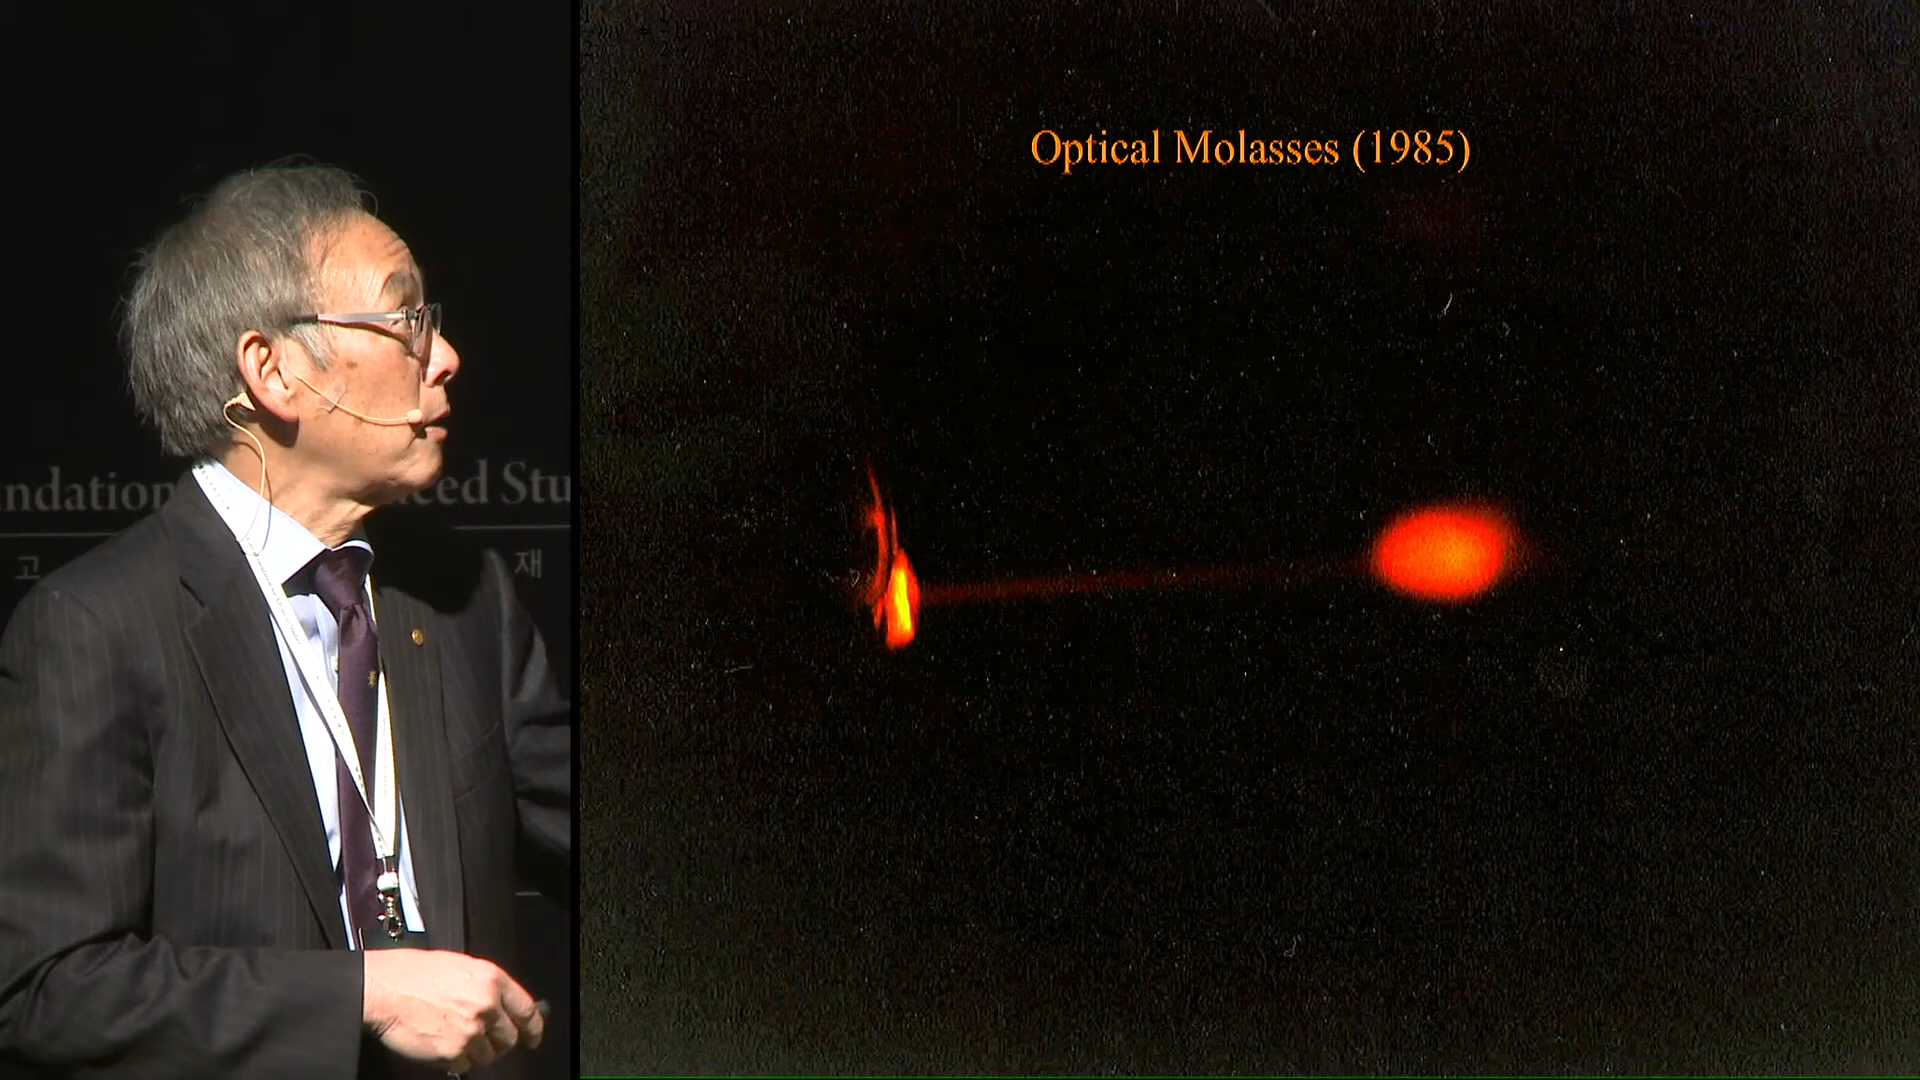 Optical Molasses (1985)
ndation ced Stu
고 재